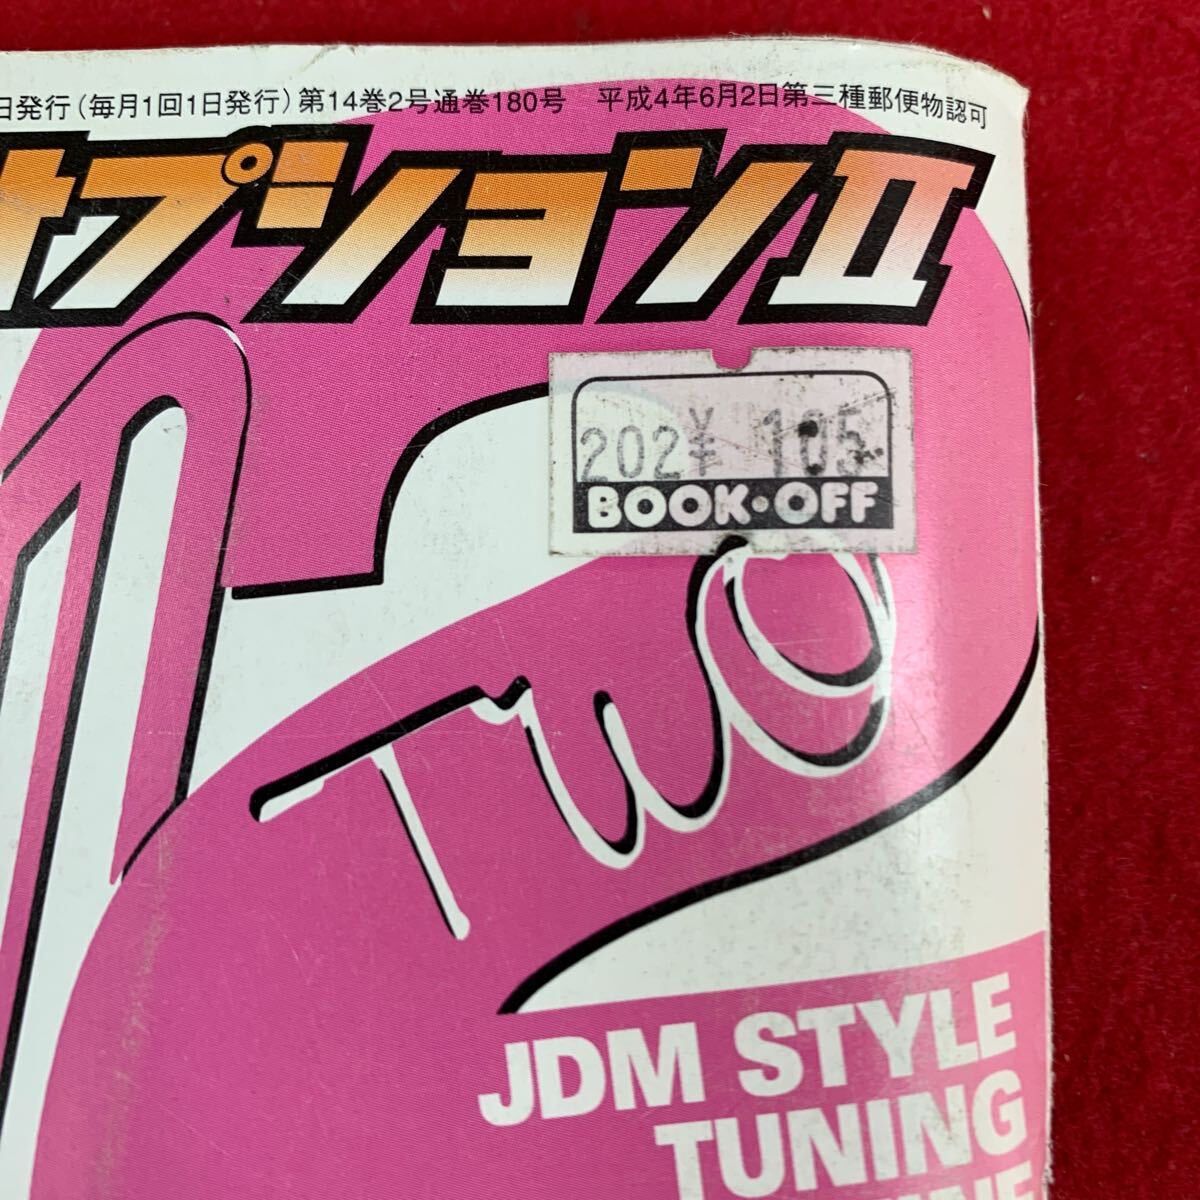 日発行(毎月1回1日発行)第14巻2号通巻180号 平成4年6月2日第三種郵便物認可
オプションII
202¥ 105
BOOK・OFF
Two
JDM STYLE
TUNING